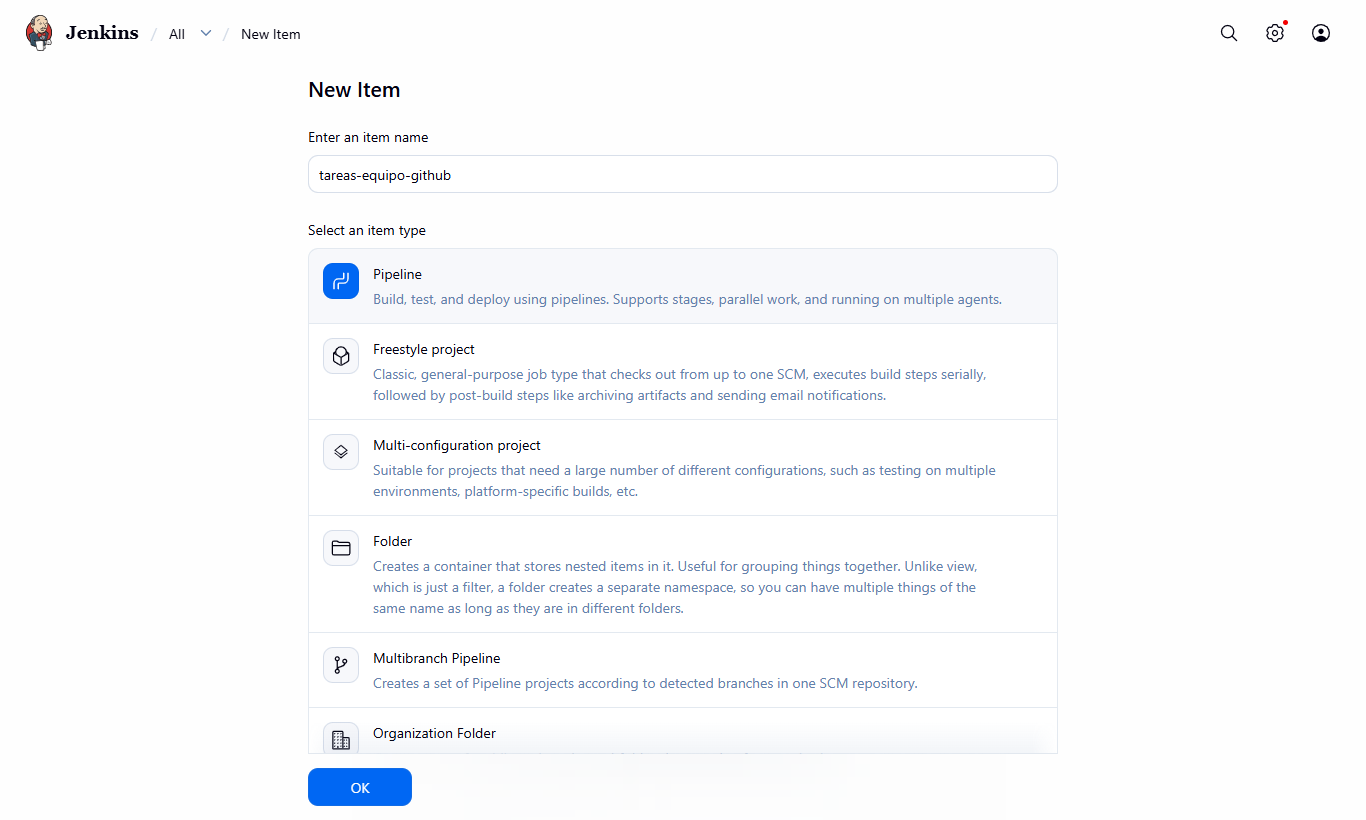 Jenkins / All / New Item
New Item
Enter an item name
tareas-equipo-github
Select an item type
Pipeline
Build, test, and deploy using pipelines. Supports stages, parallel work, and running on multiple agents.
Freestyle project
Classic, general-purpose job type that checks out from up to one SCM, executes build steps serially,
followed by post-build steps like archiving artifacts and sending email notifications.
Multi-configuration project
Suitable for projects that need a large number of different configurations, such as testing on multiple
environments, platform-specific builds, etc.
Folder
Creates a container that stores nested items in it. Useful for grouping things together. Unlike view,
which is just a filter, a folder creates a separate namespace, so you can have multiple things of the
same name as long as they are in different folders.
Multibranch Pipeline
Creates a set of Pipeline projects according to detected branches in one SCM repository.
Organization Folder
OK